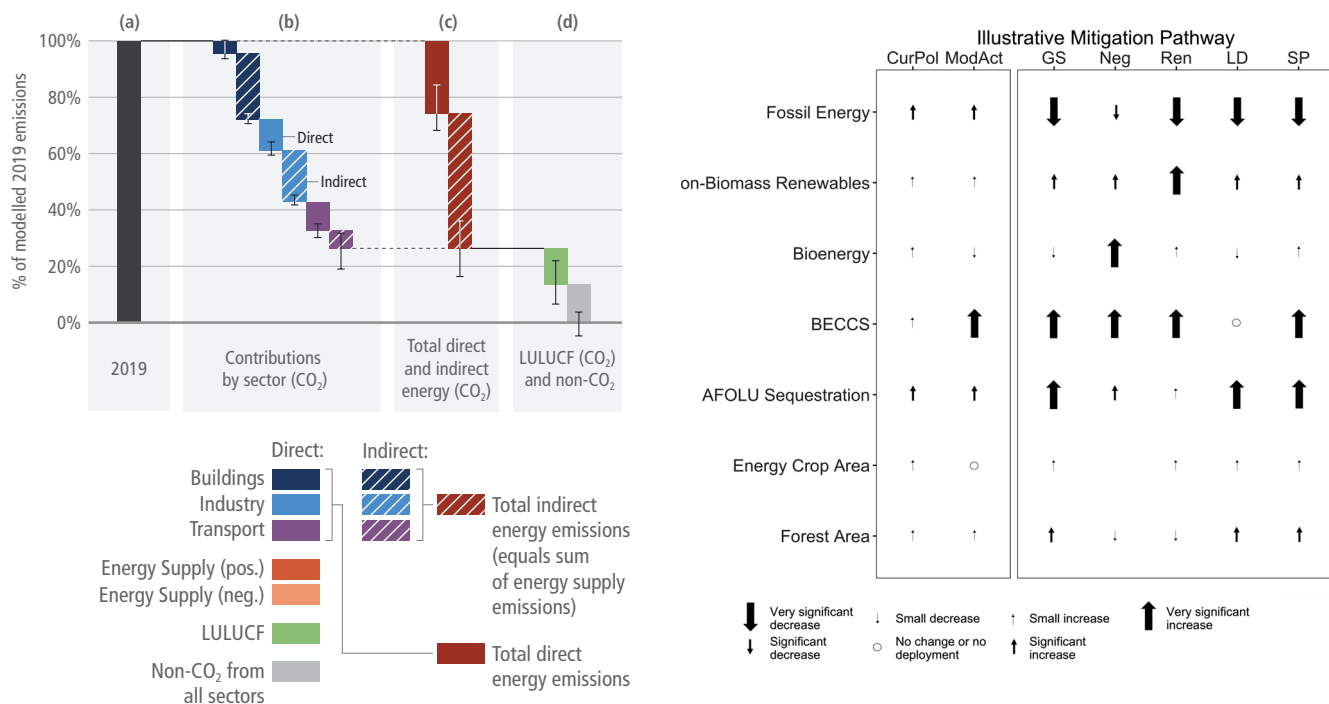 (a)
(b)
(c)
(d)
% of modelled 2019 emissions
100%
80%
60%
40%
20%
0%
Direct
Indirect
2019
Contributions
by sector (CO₂)
Total direct
and indirect
energy (CO₂)
LULUCF (CO₂)
and non-CO₂
Direct:
Indirect:
Buildings
Industry
Transport
Energy Supply (pos.)
Energy Supply (neg.)
LULUCF
Non-CO₂ from
all sectors
Total indirect
energy emissions
(equals sum
of energy supply
emissions)
Total direct
energy emissions
Illustrative Mitigation Pathway
CurPol ModAct GS Neg Ren LD SP
Fossil Energy
on-Biomass Renewables
Bioenergy
BECCS
AFOLU Sequestration
Energy Crop Area
Forest Area
Very significant
decrease
Small decrease
Small increase
Very significant
increase
Significant
decrease
No change or no
deployment
Significant
increase